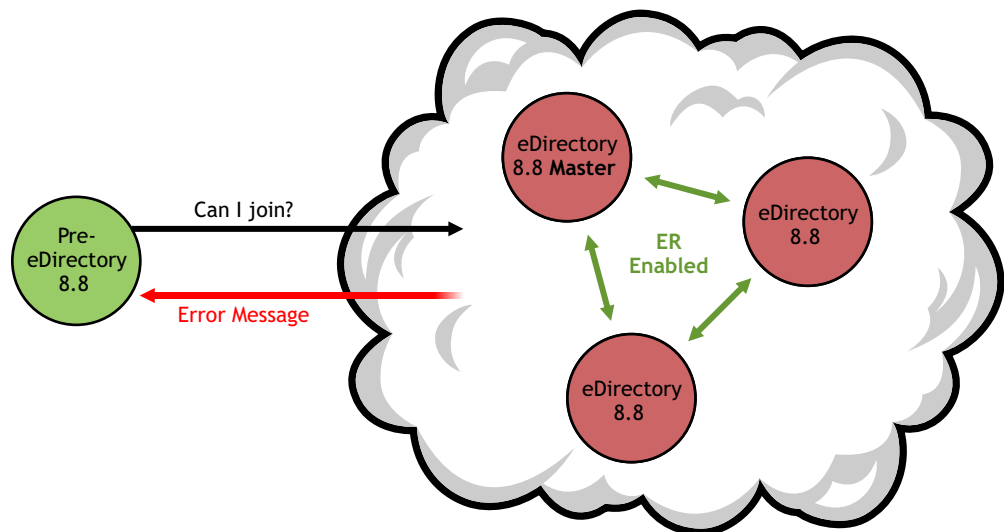 Can I join?
Pre-
eDirectory
8.8
Error Message
eDirectory
8.8 Master
eDirectory
8.8
ER
Enabled
eDirectory
8.8